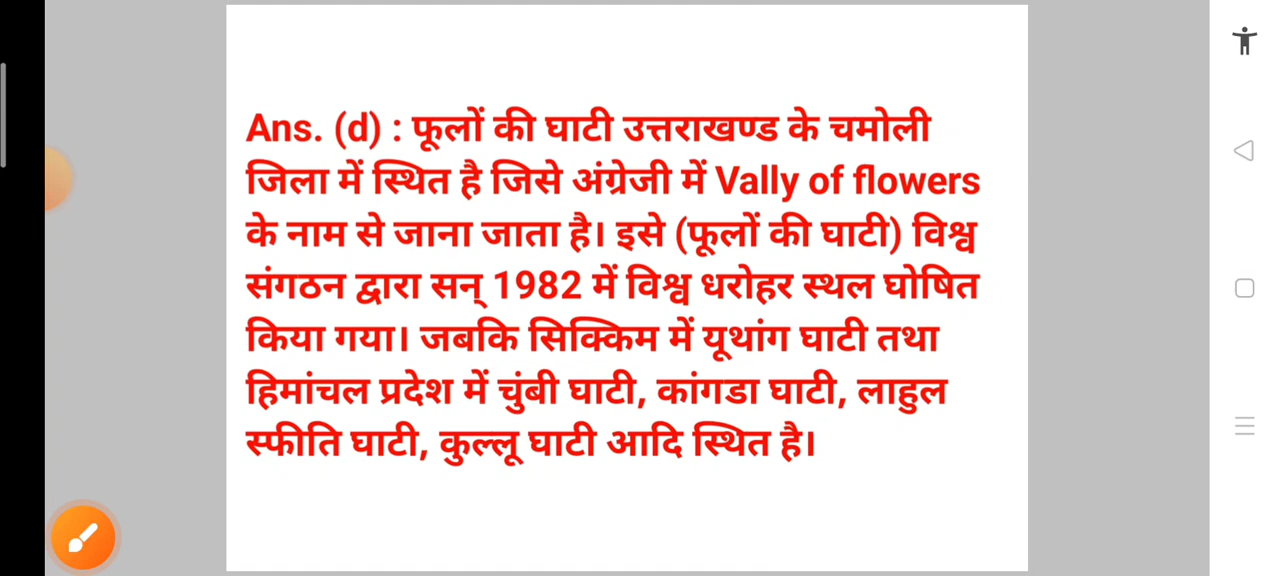 Ans. (d) : फूलों की घाटी उत्तराखण्ड के चमोली
जिला में स्थित है जिसे अंग्रेजी में Vally of flowers
के नाम से जाना जाता है। इसे (फूलों की घाटी) विश्व
संगठन द्वारा सन् 1982 में विश्व धरोहर स्थल घोषित
किया गया। जबकि सिक्किम में यूथांग घाटी तथा
हिमांचल प्रदेश में चुंबी घाटी, कांगडा घाटी, लाहुल
स्फीति घाटी, कुल्लू घाटी आदि स्थित है।